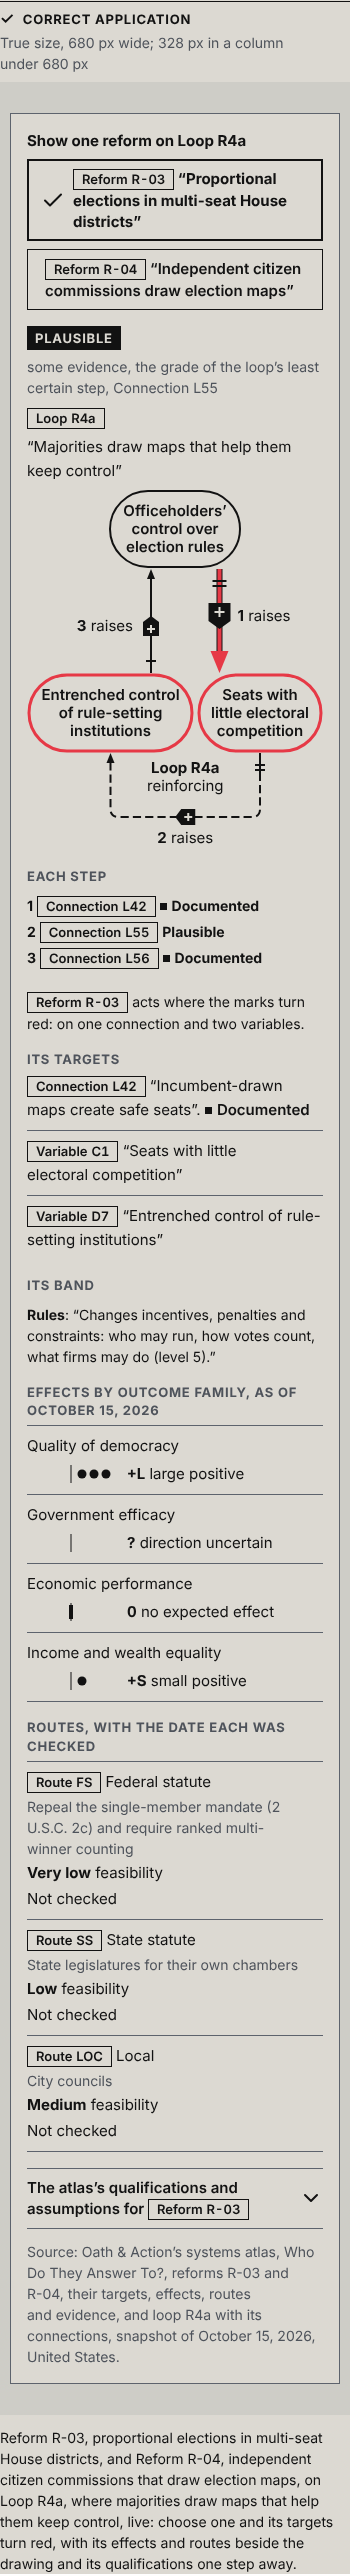 ✓ CORRECT APPLICATION
True size, 680 px wide; 328 px in a column
under 680 px
Show one reform on Loop R4a
Reform R-03 “Proportional
elections in multi-seat House
districts”
Reform R-04 “Independent citizen
commissions draw election maps”
PLAUSIBLE
some evidence, the grade of the loop’s least
certain step, Connection L55
Loop R4a
“Majorities draw maps that help them
keep control”
Officeholders’
control over
election rules
3 raises
1 raises
Entrenched control
of rule-setting
institutions
Seats with
little electoral
competition
Loop R4a
reinforcing
2 raises
EACH STEP
1 Connection L42 ■ Documented
2 Connection L55 Plausible
3 Connection L56 ■ Documented
Reform R-03 acts where the marks turn
red: on one connection and two variables.
ITS TARGETS
Connection L42 “Incumbent-drawn
maps create safe seats”. ■ Documented
Variable C1 “Seats with little
electoral competition”
Variable D7 “Entrenched control of rule-
setting institutions”
ITS BAND
Rules: “Changes incentives, penalties and
constraints: who may run, how votes count,
what firms may do (level 5).”
EFFECTS BY OUTCOME FAMILY, AS OF
OCTOBER 15, 2026
Quality of democracy
+L large positive
Government efficacy
? direction uncertain
Economic performance
0 no expected effect
Income and wealth equality
+S small positive
ROUTES, WITH THE DATE EACH WAS
CHECKED
Route FS Federal statute
Repeal the single-member mandate (2
U.S.C. 2c) and require ranked multi-
winner counting
Very low feasibility
Not checked
Route SS State statute
State legislatures for their own chambers
Low feasibility
Not checked
Route LOC Local
City councils
Medium feasibility
Not checked
The atlas’s qualifications and
assumptions for Reform R-03
Source: Oath & Action’s systems atlas, Who
Do They Answer To?, reforms R-03 and
R-04, their targets, effects, routes
and evidence, and loop R4a with its
connections, snapshot of October 15, 2026,
United States.
Reform R-03, proportional elections in multi-seat
House districts, and Reform R-04, independent
citizen commissions that draw election maps, on
Loop R4a, where majorities draw maps that help
them keep control, live: choose one and its targets
turn red, with its effects and routes beside the
drawing and its qualifications one step away.